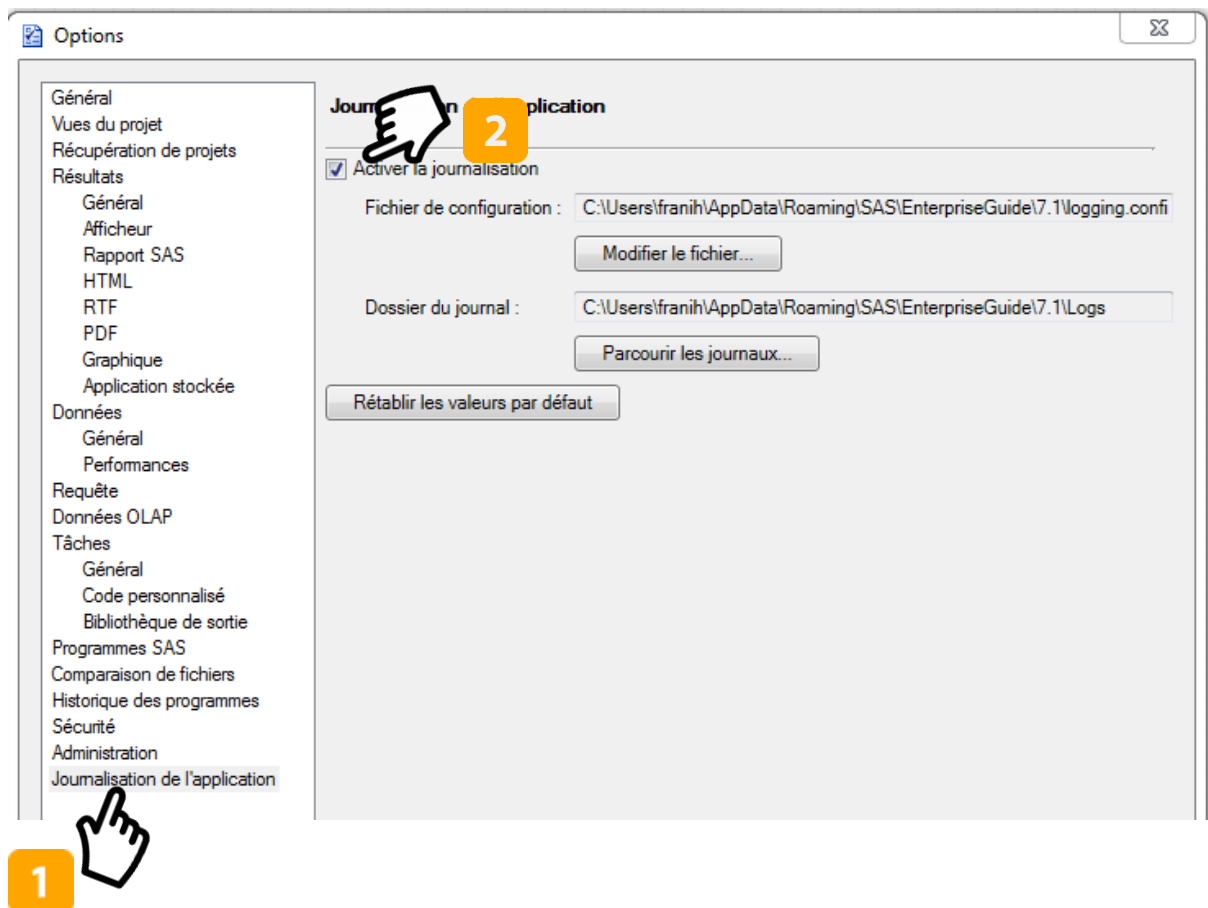 Options
Général
Vues du projet
Récupération de projets
Résultats
Général
Afficheur
Rapport SAS
HTML
RTF
PDF
Graphique
Application stockée
Données
Général
Performances
Requête
Données OLAP
Tâches
Général
Code personnalisé
Bibliothèque de sortie
Programmes SAS
Comparaison de fichiers
Historique des programmes
Sécurité
Administration
Journalisation de l'application
1
2
Activer la journalisation
Fichier de configuration : C:\Users\franih\AppData\Roaming\SAS\EnterpriseGuide\7.1\logging.confi
Modifier le fichier...
Dossier du journal : C:\Users\franih\AppData\Roaming\SAS\EnterpriseGuide\7.1\Logs
Parcourir les journaux...
Rétablir les valeurs par défaut